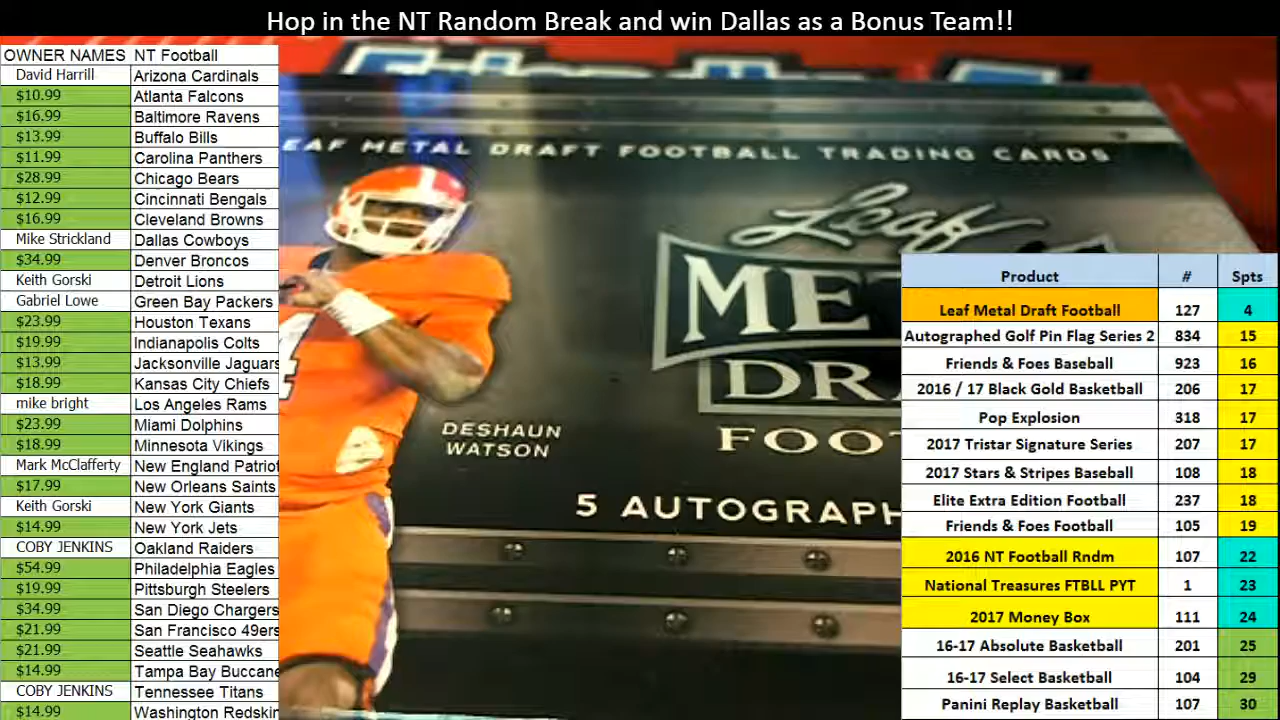 Hop in the NT Random Break and win Dallas as a Bonus Team!!
OWNER NAMES NT Football
David Harrill Arizona Cardinals
$10.99 Atlanta Falcons
$16.99 Baltimore Ravens
$13.99 Buffalo Bills
$11.99 Carolina Panthers
$28.99 Chicago Bears
$12.99 Cincinnati Bengals
$16.99 Cleveland Browns
Mike Strickland Dallas Cowboys
$34.99 Denver Broncos
Keith Gorski Detroit Lions
Gabriel Lowe Green Bay Packers
$23.99 Houston Texans
$19.99 Indianapolis Colts
$13.99 Jacksonville Jaguars
$18.99 Kansas City Chiefs
mike bright Los Angeles Rams
$23.99 Miami Dolphins
$18.99 Minnesota Vikings
Mark McClafferty New England Patriot
$17.99 New Orleans Saints
Keith Gorski New York Giants
$14.99 New York Jets
COBY JENKINS Oakland Raiders
$54.99 Philadelphia Eagles
$19.99 Pittsburgh Steelers
$34.99 San Diego Chargers
$21.99 San Francisco 49ers
$21.99 Seattle Seahawks
$14.99 Tampa Bay Buccane
COBY JENKINS Tennessee Titans
$14.99 Washington Redskin
EAF METAL DRAFT FOOTBALL TRADING CARDS
Leaf
ME
DRA
FOO
DESHAUN
WATSON
5 AUTOGRAPH
Product # Spts
Leaf Metal Draft Football 127 4
Autographed Golf Pin Flag Series 2 834 15
Friends & Foes Baseball 923 16
2016 / 17 Black Gold Basketball 206 17
Pop Explosion 318 17
2017 Tristar Signature Series 207 17
2017 Stars & Stripes Baseball 108 18
Elite Extra Edition Football 237 18
Friends & Foes Football 105 19
2016 NT Football Rndm 107 22
National Treasures FTBLL PYT 1 23
2017 Money Box 111 24
16-17 Absolute Basketball 201 25
16-17 Select Basketball 104 29
Panini Replay Basketball 107 30